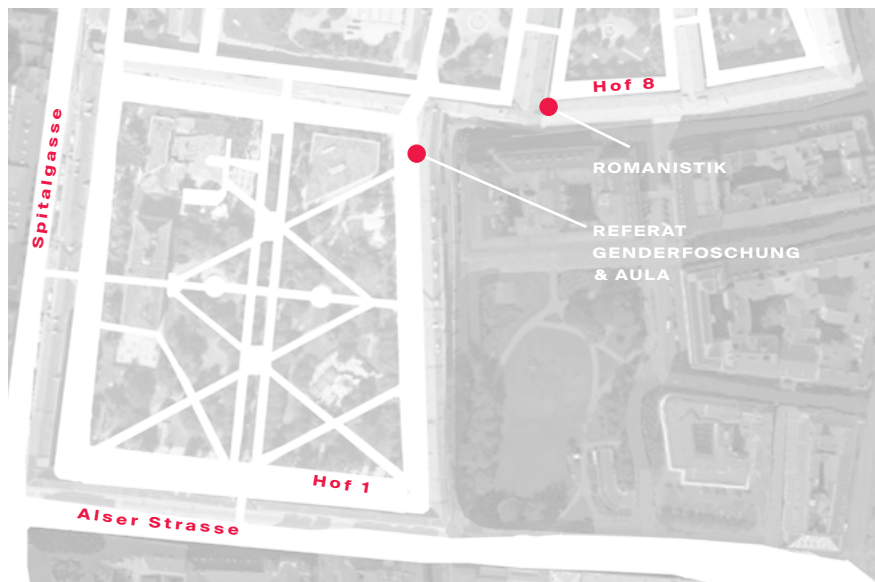 Hof 8
Spitalgasse
ROMANISTIK
REFERAT
GENDERFOSCHUNG
& AULA
Hof 1
Alser Strasse